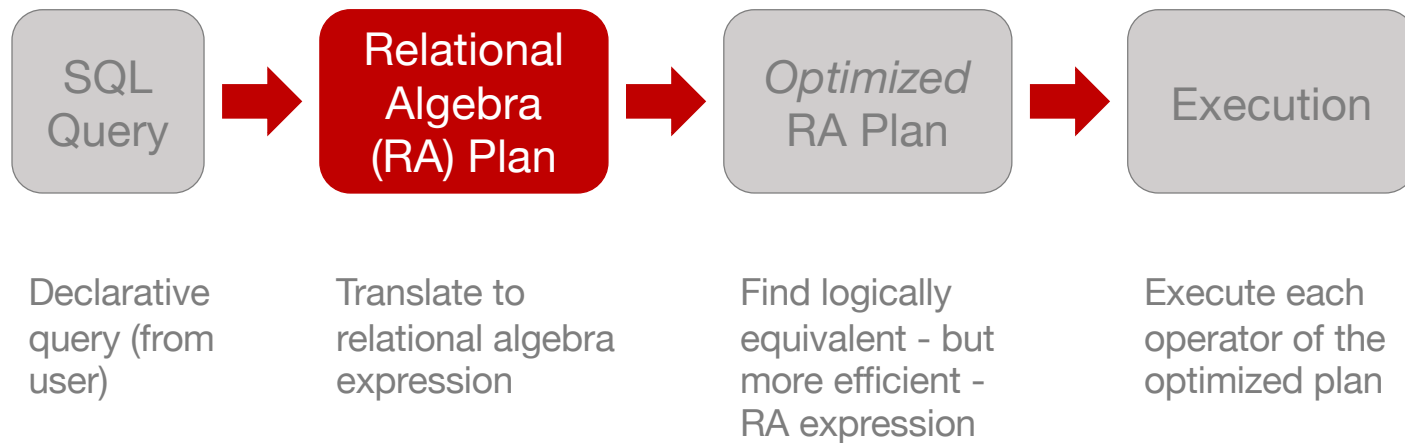 SQL
Query
Relational
Algebra
(RA) Plan
Optimized
RA Plan
Execution
Declarative
query (from
user)
Translate to
relational algebra
expression
Find logically
equivalent - but
more efficient -
RA expression
Execute each
operator of the
optimized plan